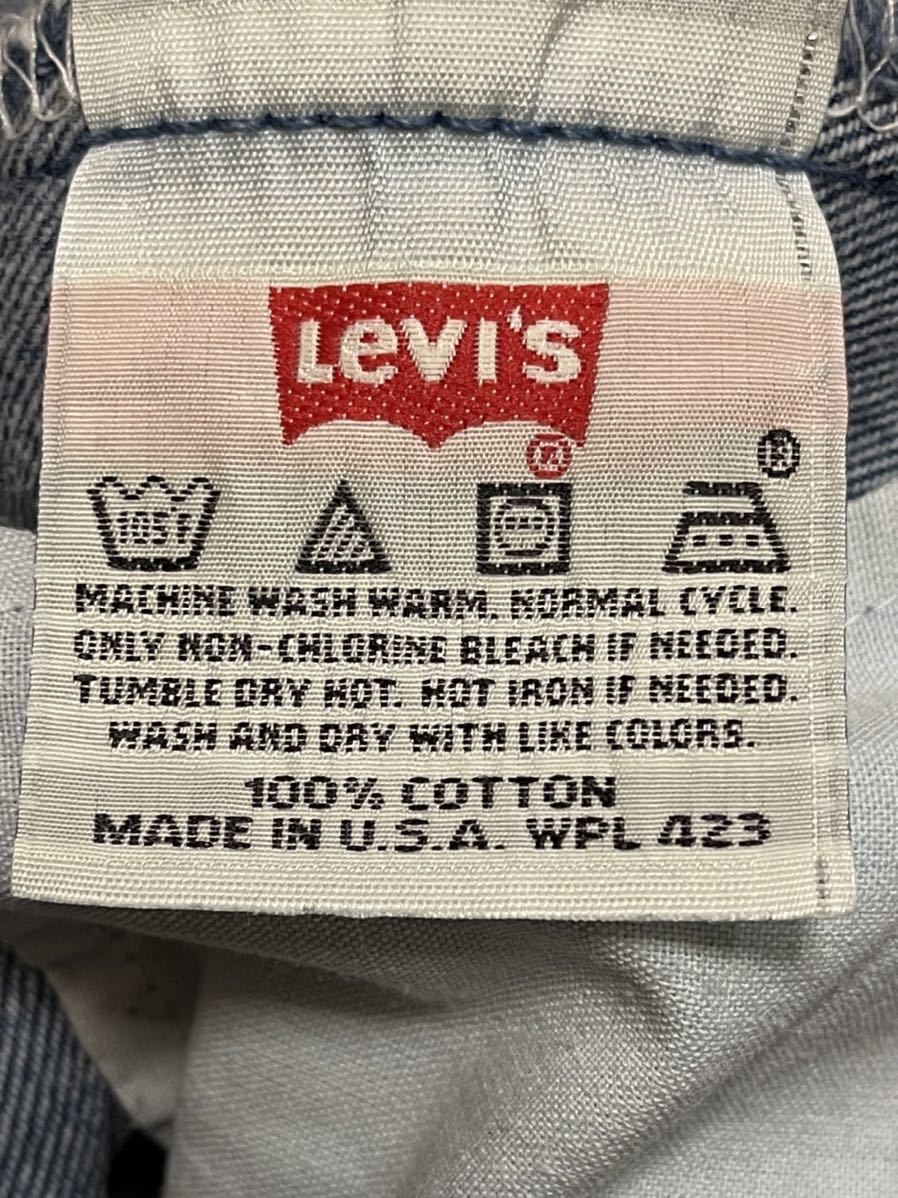 LEVI'S
®
®
105°F
MACHINE WASH WARM. NORMAL CYCLE.
ONLY NON-CHLORINE BLEACH IF NEEDED.
TUMBLE DRY HOT. HOT IRON IF NEEDED.
WASH AND DRY WITH LIKE COLORS.
100% COTTON
MADE IN U.S.A. WPL 423